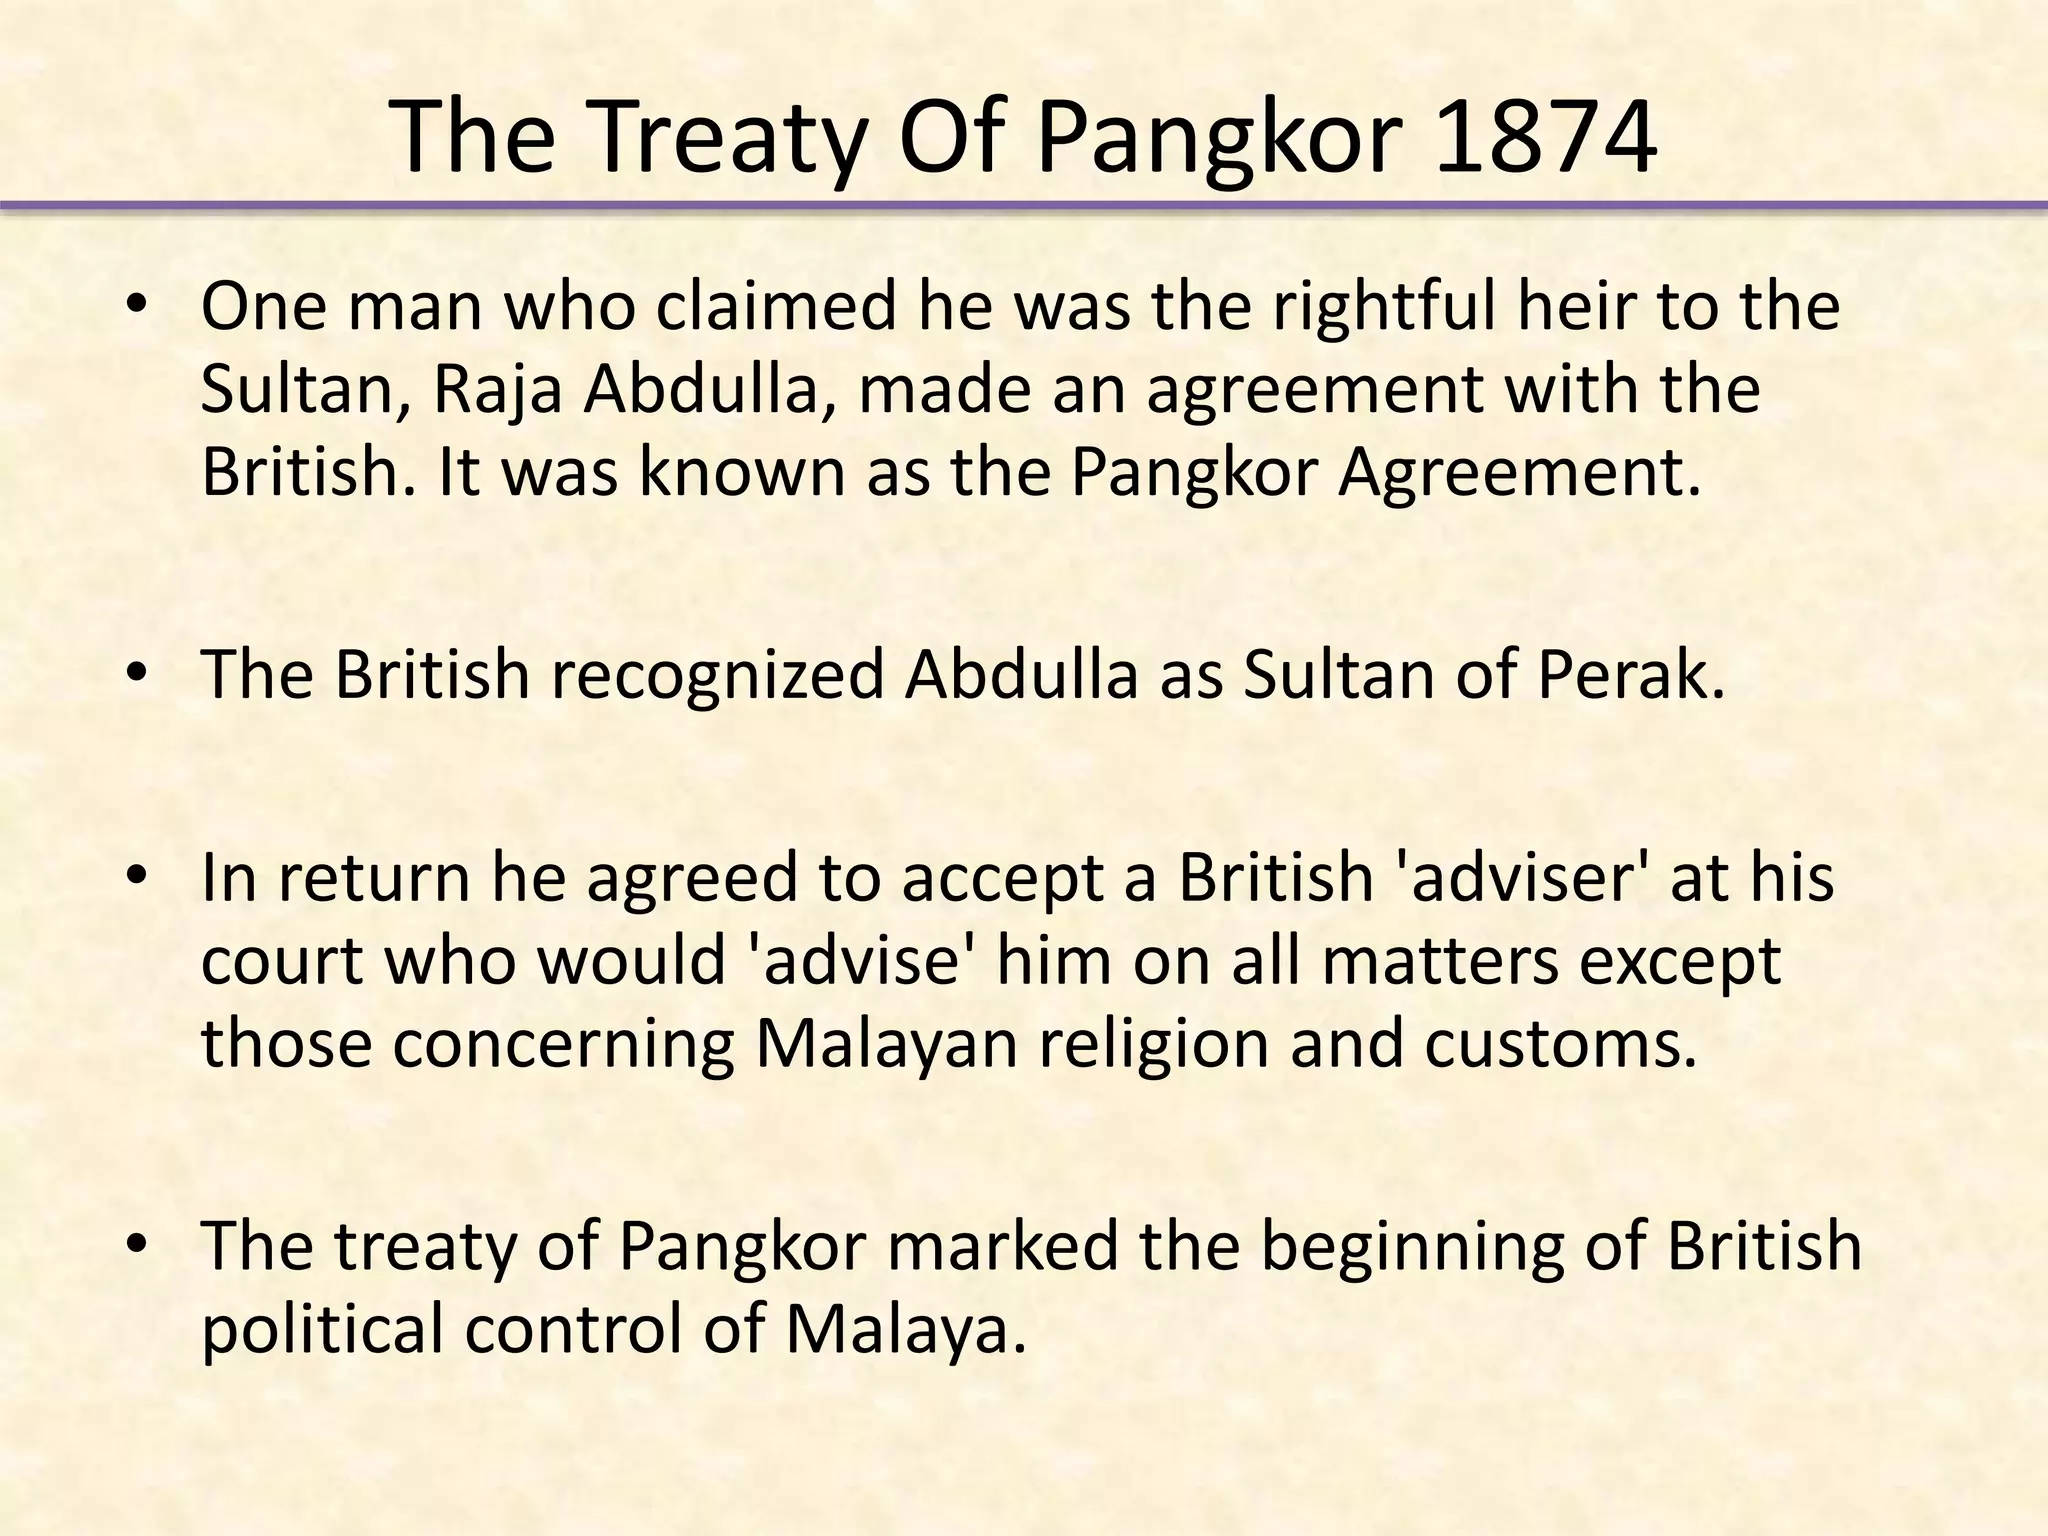 The Treaty Of Pangkor 1874
• One man who claimed he was the rightful heir to the
Sultan, Raja Abdulla, made an agreement with the
British. It was known as the Pangkor Agreement.
• The British recognized Abdulla as Sultan of Perak.
• In return he agreed to accept a British 'adviser' at his
court who would 'advise' him on all matters except
those concerning Malayan religion and customs.
• The treaty of Pangkor marked the beginning of British
political control of Malaya.